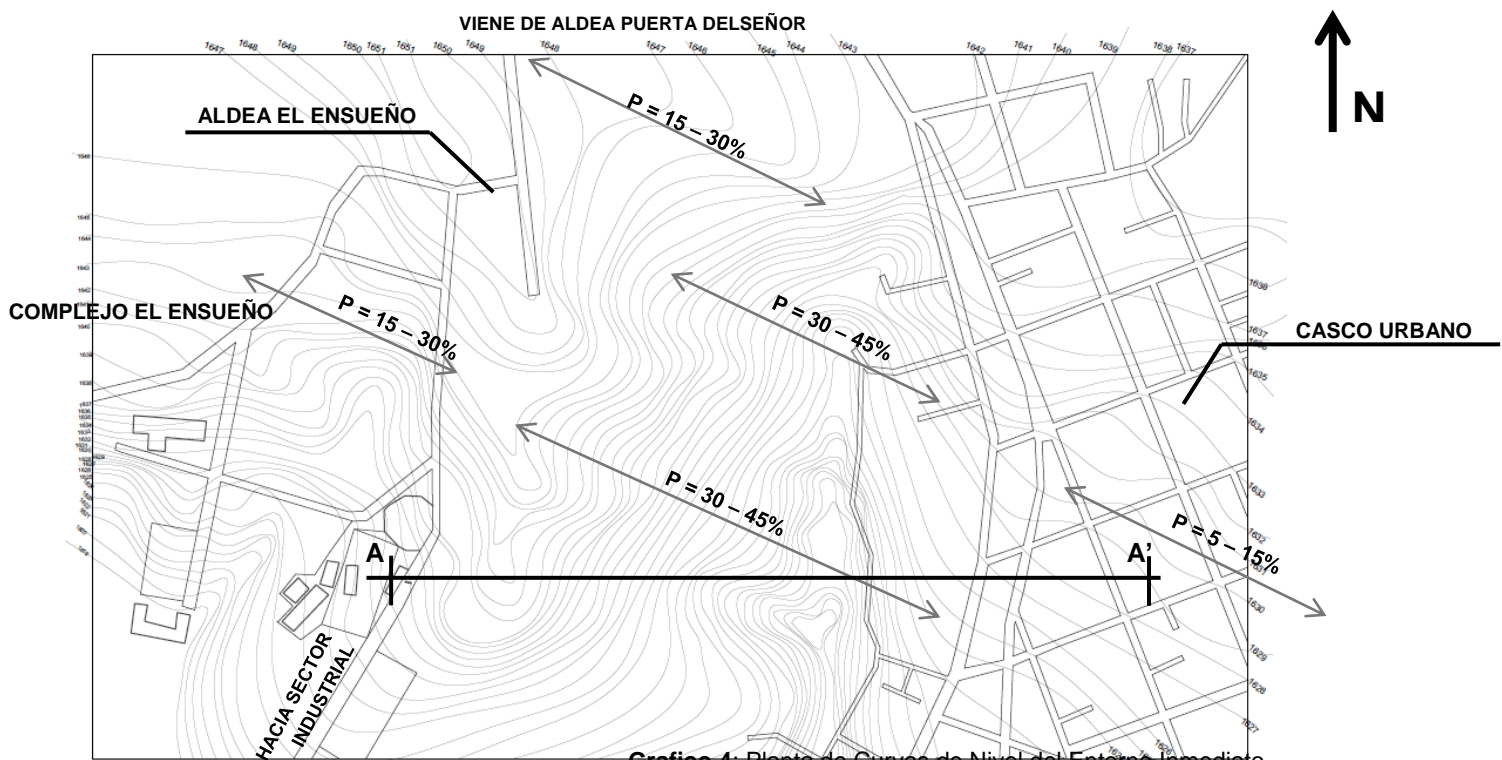 VIENE DE ALDEA PUERTA DELSEÑOR
1647 1648 1649 1650 1651 1651 1650 1649 1648 1647 1646 1645 1644 1643 1642 1641 1640 1639 1638 1637
N
ALDEA EL ENSUEÑO
P = 15 – 30%
COMPLEJO EL ENSUEÑO
P = 15 – 30%
P = 30 – 45%
CASCO URBANO
1638
1637
1635
1634
P = 30 – 45%
1633
1632
P = 5 – 15%
1631
A
A'
1630
1629
1628
1627
HACIA SECTOR
INDUSTRIAL
Grafico 4: Planta de Curvas de Nivel del Entorno Inmediato